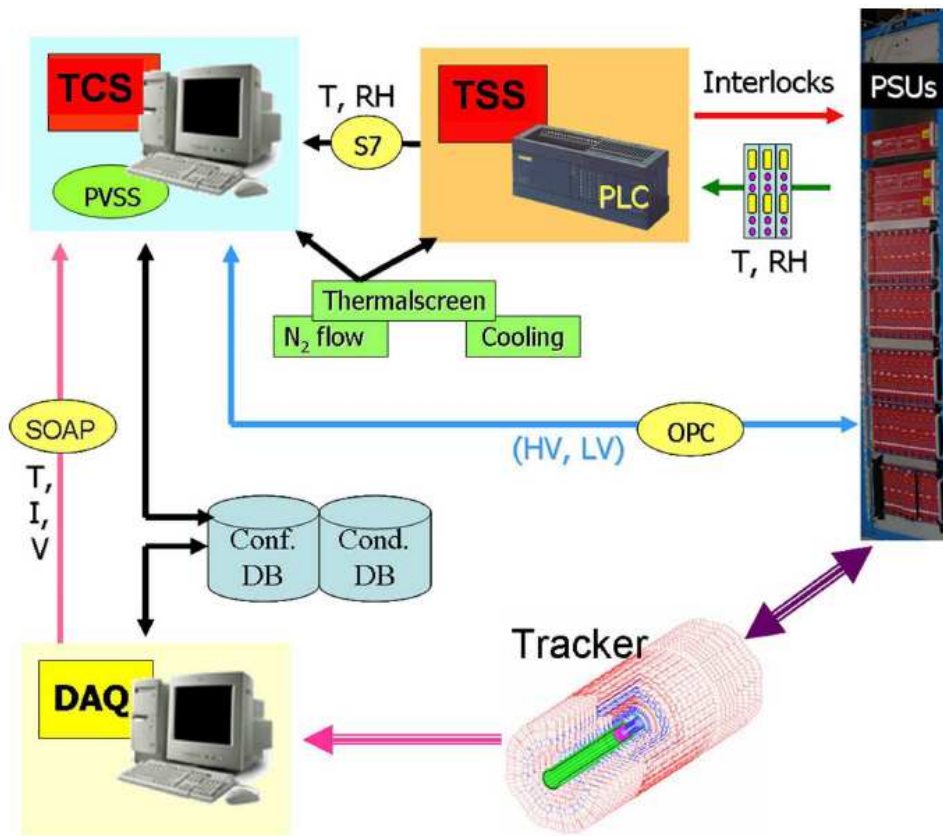 TCS
PVSS
T, RH
S7
TSS
PLC
Interlocks
T, RH
PSUs
Thermalscreen
N₂ flow
Cooling
SOAP
T,
I,
V
(HV, LV)
OPC
Conf.
DB
Cond.
DB
DAQ
Tracker